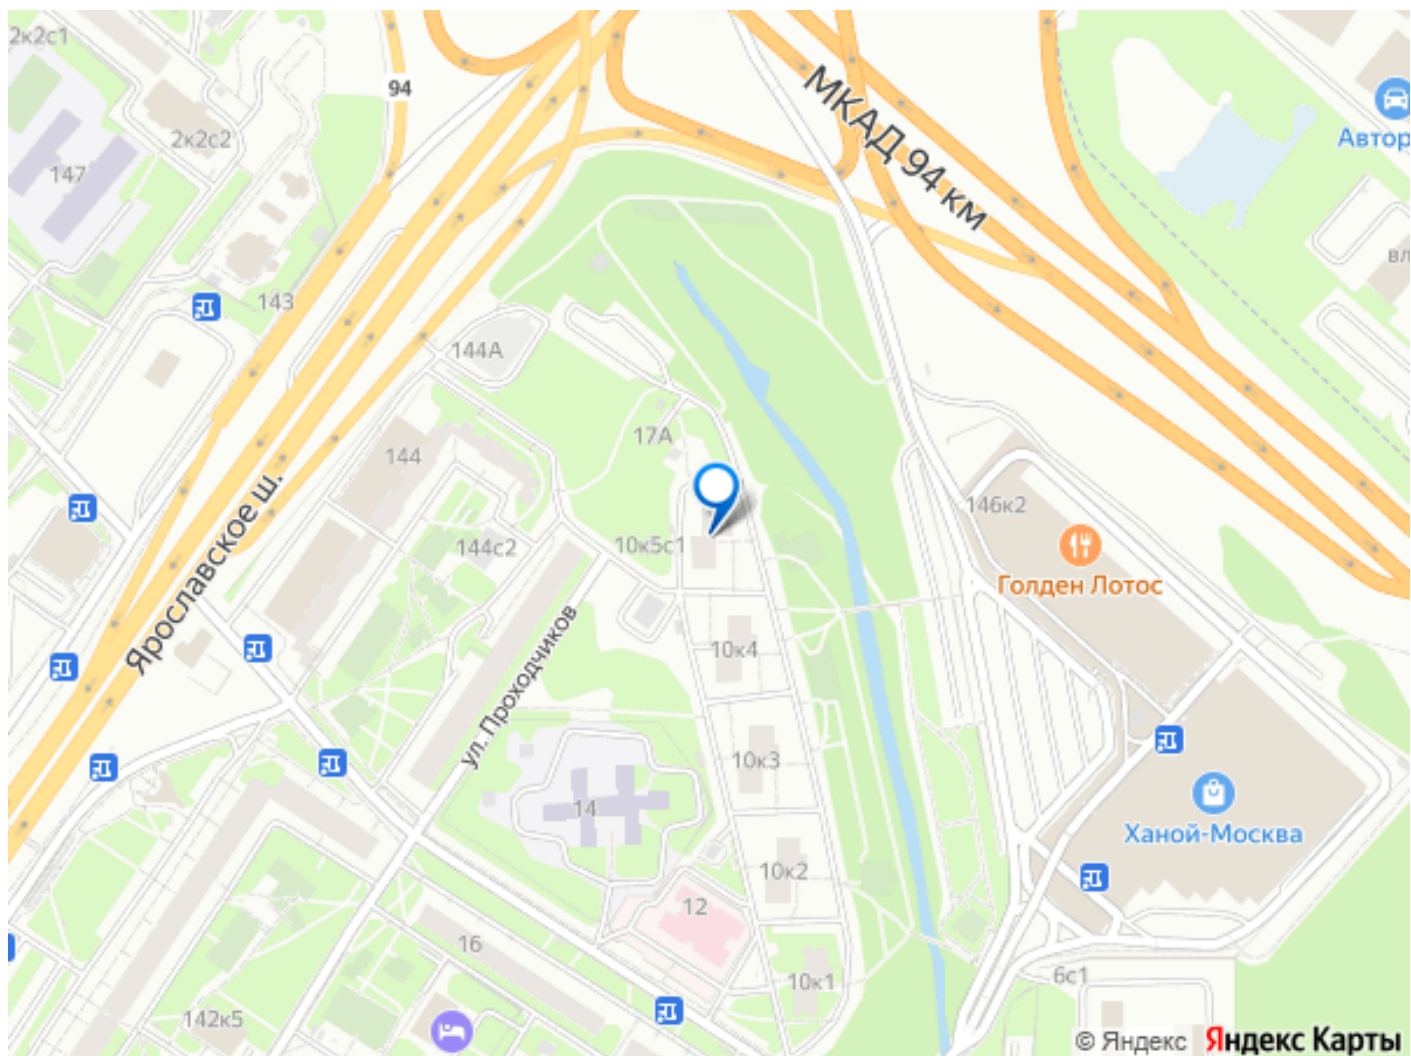 2к2с1
94
МКАД 94 км
Автор
2к2с2
147
143
вл
144А
17А
144
Ярославское ш.
146к2
144с2
10к5с1
Голден Лотос
ул. Проходчиков
10к4
10к3
14
Ханой-Москва
10к2
12
16
10к1
6с1
142к5
© Яндекс Яндекс Карты